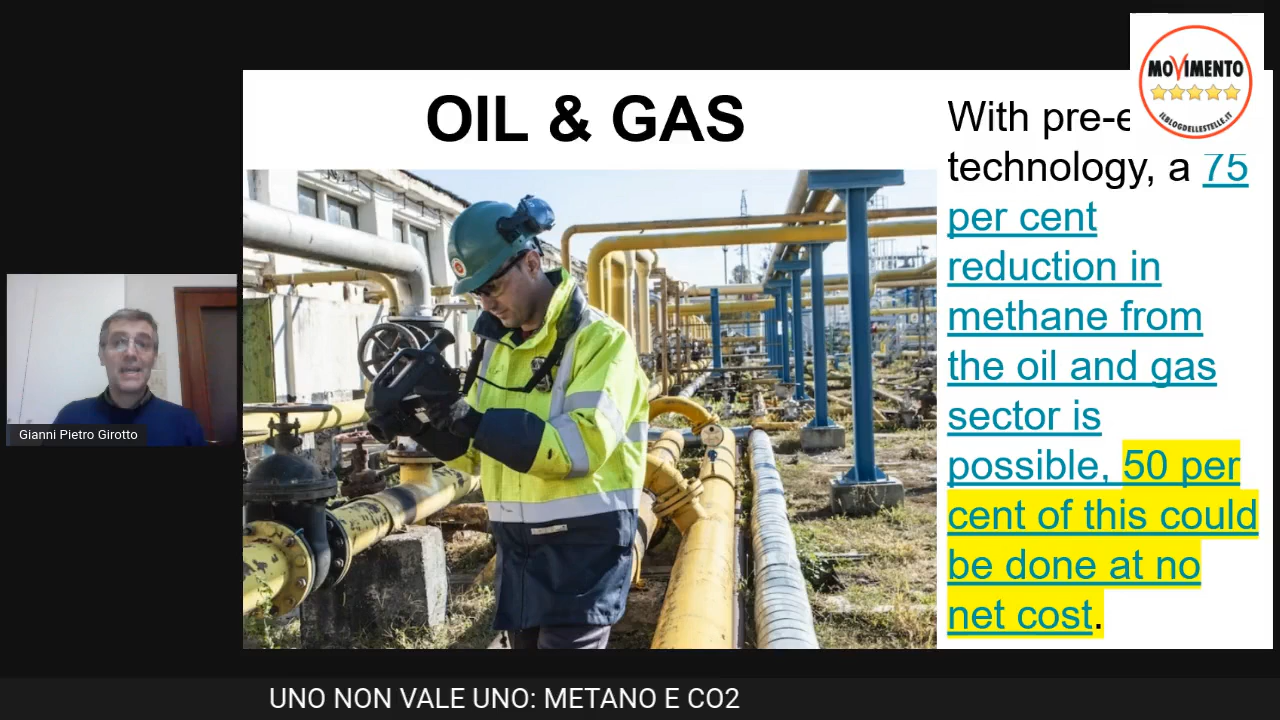 OIL & GAS
MOVIMENTO
ILBLOGDELLESTELLE.IT
With pre-e
technology, a 75
per cent
reduction in
methane from
the oil and gas
sector is
possible, 50 per
cent of this could
be done at no
net cost.
Gianni Pietro Girotto
UNO NON VALE UNO: METANO E CO2